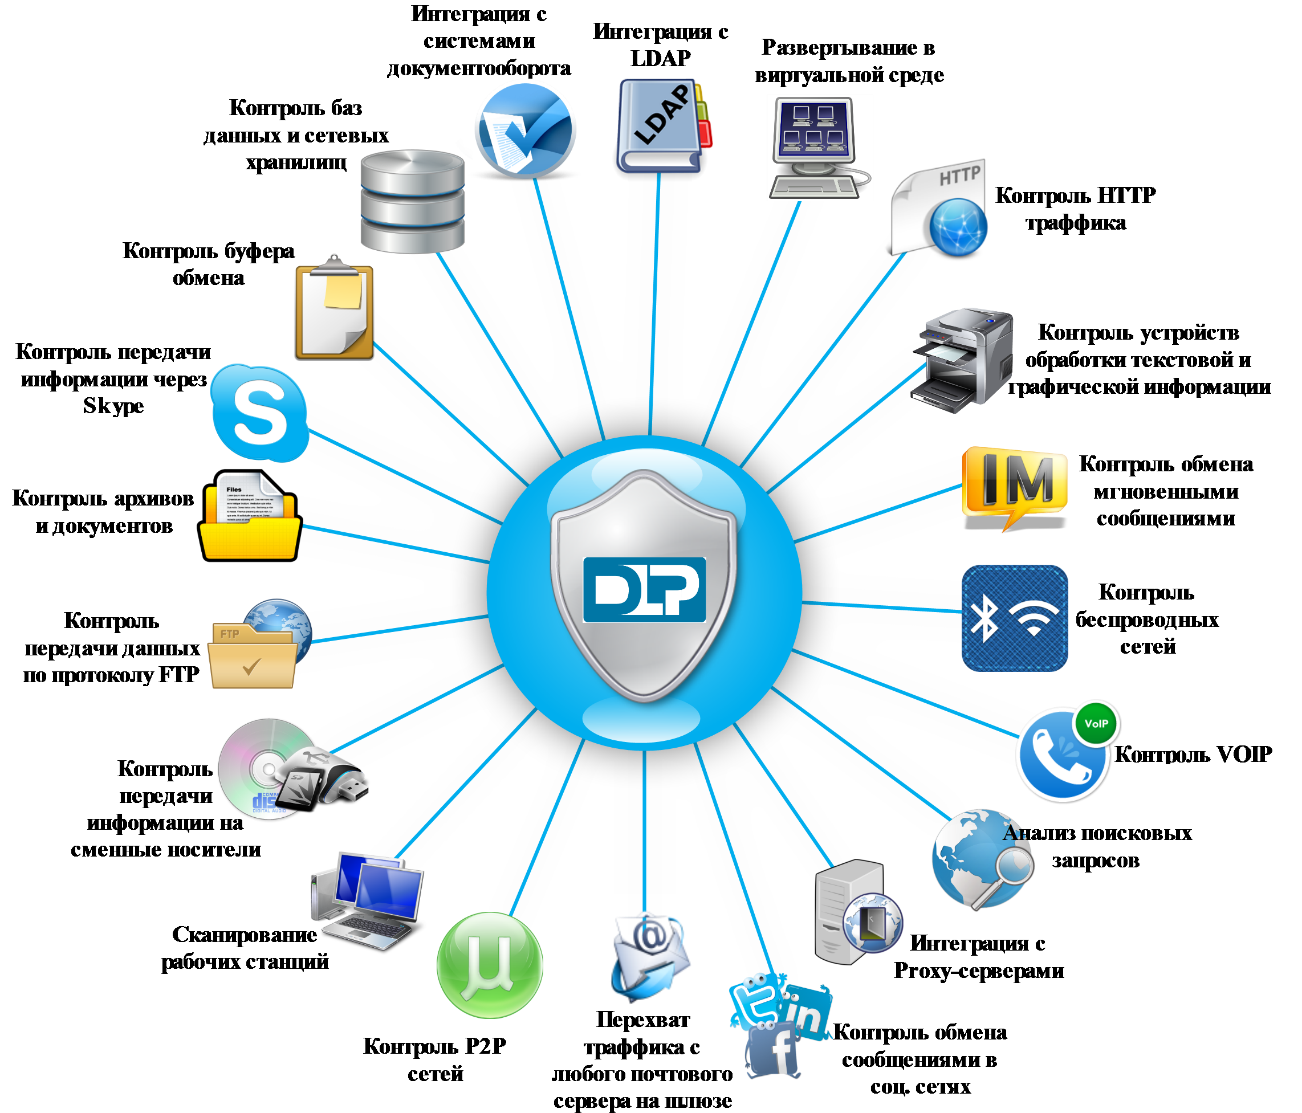 Интеграция с
системами
документооборота
Интеграция с
LDAP
LDAP
Развертывание в
виртуальной среде
HTTP
Контроль HTTP
траффика
Контроль устройств
обработки текстовой и
графической информации
IM
Контроль обмена
мгновенными
сообщениями
Контроль
беспроводных
сетей
VoIP
Контроль VOIP
Анализ поисковых
запросов
Интеграция с
Proxy-серверами
in
f
Контроль обмена
сообщениями в
соц. сетях
@
Перехват
траффика с
любого почтового
сервера на шлюзе
µ
Контроль P2P
сетей
Сканирование
рабочих станций
Контроль
передачи
информации на
сменные носители
FTP
Контроль
передачи данных
по протоколу FTP
Files
Контроль архивов
и документов
S
Контроль передачи
информации через
Skype
Контроль буфера
обмена
Контроль баз
данных и сетевых
хранилищ
DLP